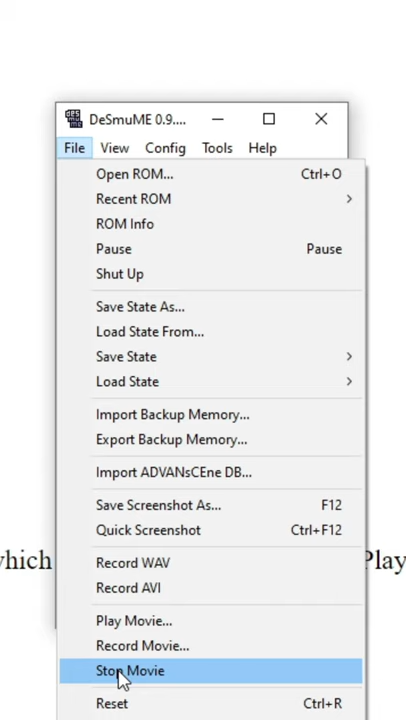 DeSmuME 0.9....
File View Config Tools Help
Open ROM... Ctrl+O
Recent ROM
ROM Info
Pause Pause
Shut Up
Save State As...
Load State From...
Save State
Load State
Import Backup Memory...
Export Backup Memory...
Import ADVANsCEne DB...
Save Screenshot As... F12
Quick Screenshot Ctrl+F12
Record WAV
which Play
Record AVI
Play Movie...
Record Movie...
Stop Movie
Reset Ctrl+R